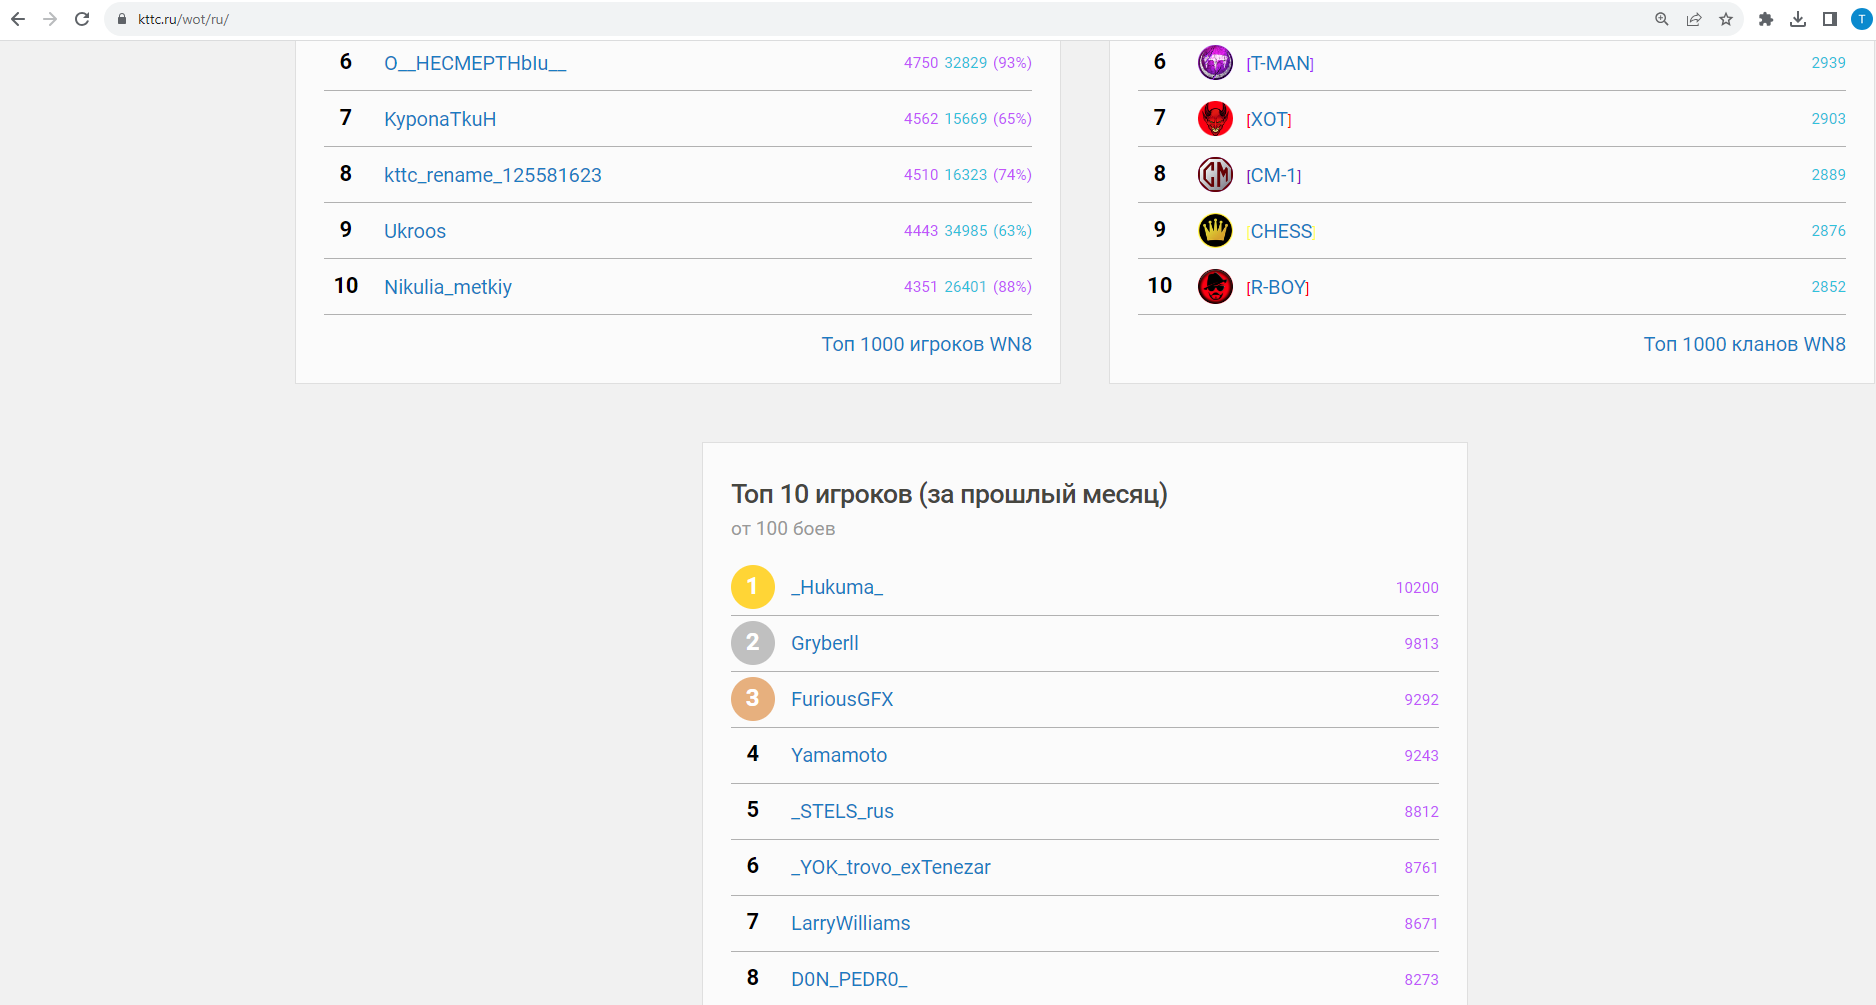 kttc.ru/wot/ru/
T
6 O__HECMEPTHbIu__ 4750 32829 (93%)
7 KypoнaTkuH 4562 15669 (65%)
8 kttc_rename_125581623 4510 16323 (74%)
9 Ukroos 4443 34985 (63%)
10 Nikulia_metkiy 4351 26401 (88%)
Топ 1000 игроков WN8
6 [T-MAN] 2939
7 [XOT] 2903
8 CM [CM-1] 2889
9 [CHESS] 2876
10 [R-BOY] 2852
Топ 1000 кланов WN8
Топ 10 игроков (за прошлый месяц)
от 100 боев
1 _Hukuma_ 10200
2 Gryberll 9813
3 FuriousGFX 9292
4 Yamamoto 9243
5 _STELS_rus 8812
6 _YOK_trovo_exTenezar 8761
7 LarryWilliams 8671
8 D0N_PEDR0_ 8273